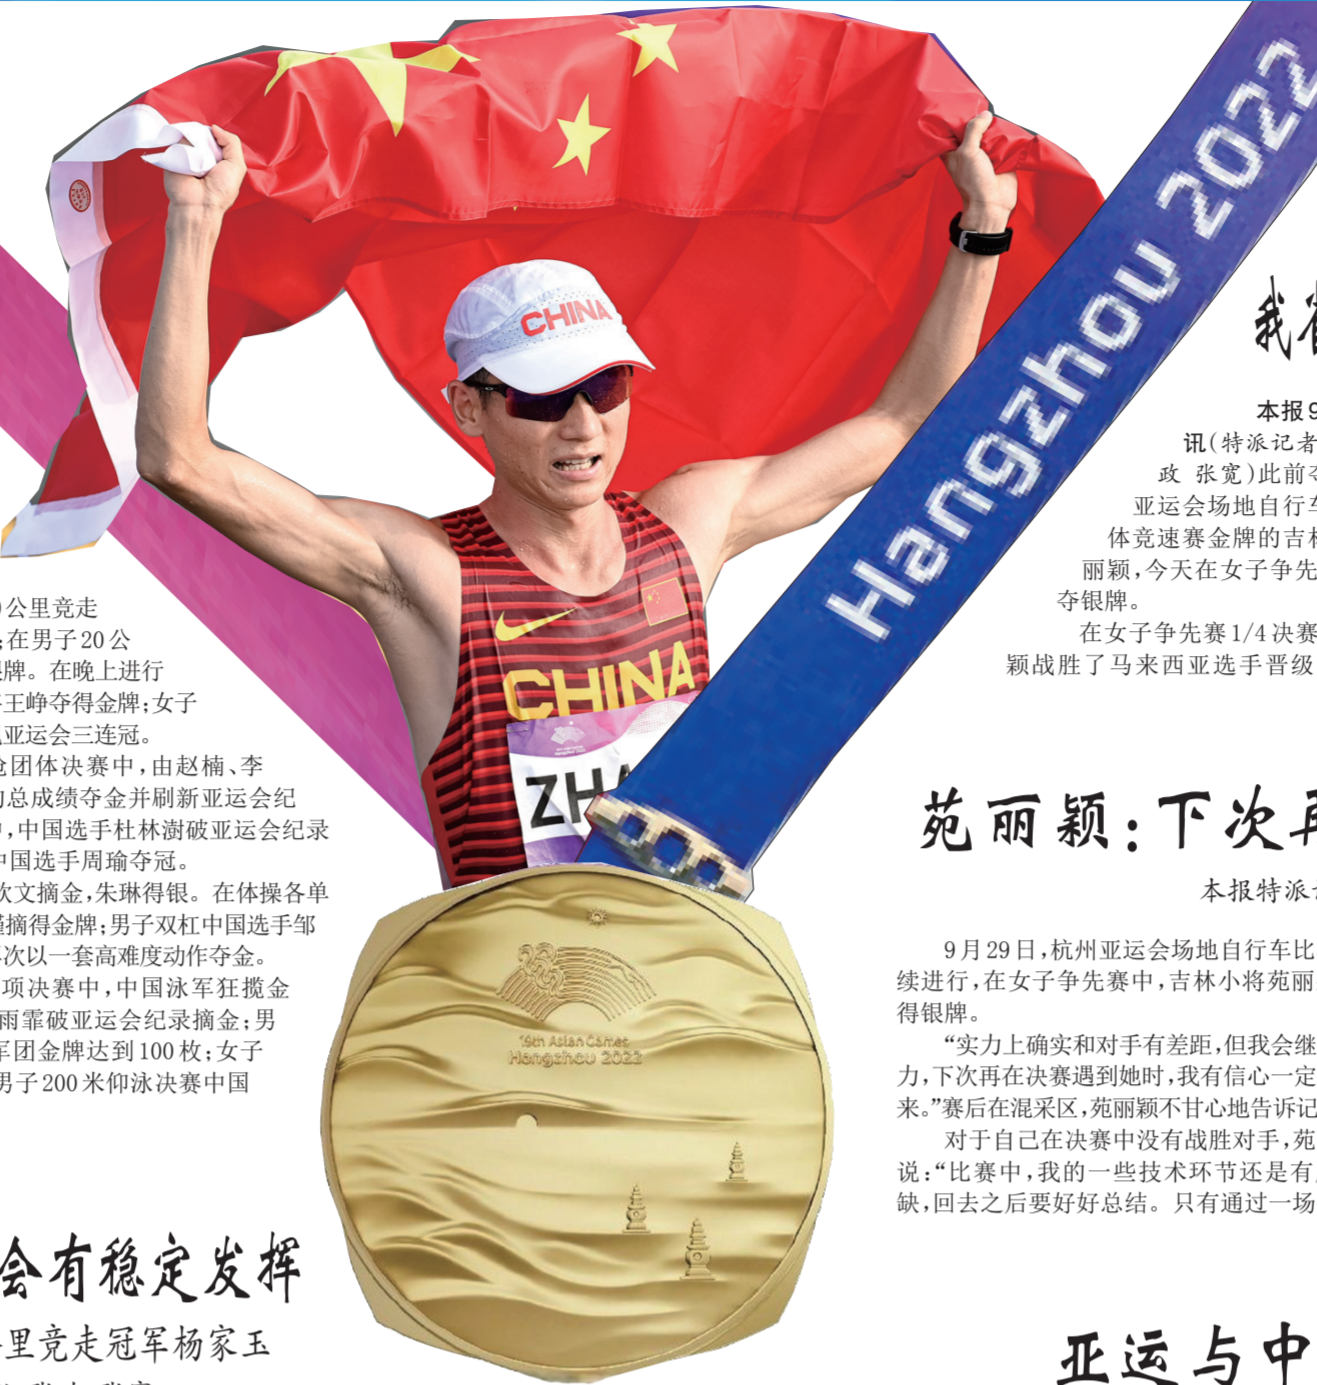 CHINA
CHINA
ZHA
Hangzhou 2022
19th Asian Games
Hangzhou 2022
公里竞走
;在男子20公
牌。在晚上进行
王峥夺得金牌;女子
亚运会三连冠。
团体决赛中,由赵楠、李
总成绩夺金并刷新亚运会纪
,中国选手杜林澍破亚运会纪录
中国选手周瑜夺冠。
钦文摘金,朱琳得银。在体操各单
摘得金牌;男子双杠中国选手邹
次以一套高难度动作夺金。
项决赛中,中国泳军狂揽金
雨霏破亚运会纪录摘金;男
军团金牌达到100枚;女子
男子200米仰泳决赛中国
会有稳定发挥
里竞走冠军杨家玉
我省
本报9
讯(特派记者
政 张宽)此前夺
亚运会场地自行车
体竞速赛金牌的吉林
丽颖,今天在女子争先
夺银牌。
在女子争先赛1/4决赛
颖战胜了马来西亚选手晋级
苑丽颖:下次再
本报特派记
9月29日,杭州亚运会场地自行车比
续进行,在女子争先赛中,吉林小将苑丽
得银牌。
“实力上确实和对手有差距,但我会继
力,下次再在决赛遇到她时,我有信心一定
来。”赛后在混采区,苑丽颖不甘心地告诉记
对于自己在决赛中没有战胜对手,苑
说:“比赛中,我的一些技术环节还是有
缺,回去之后要好好总结。只有通过一场
亚运与中